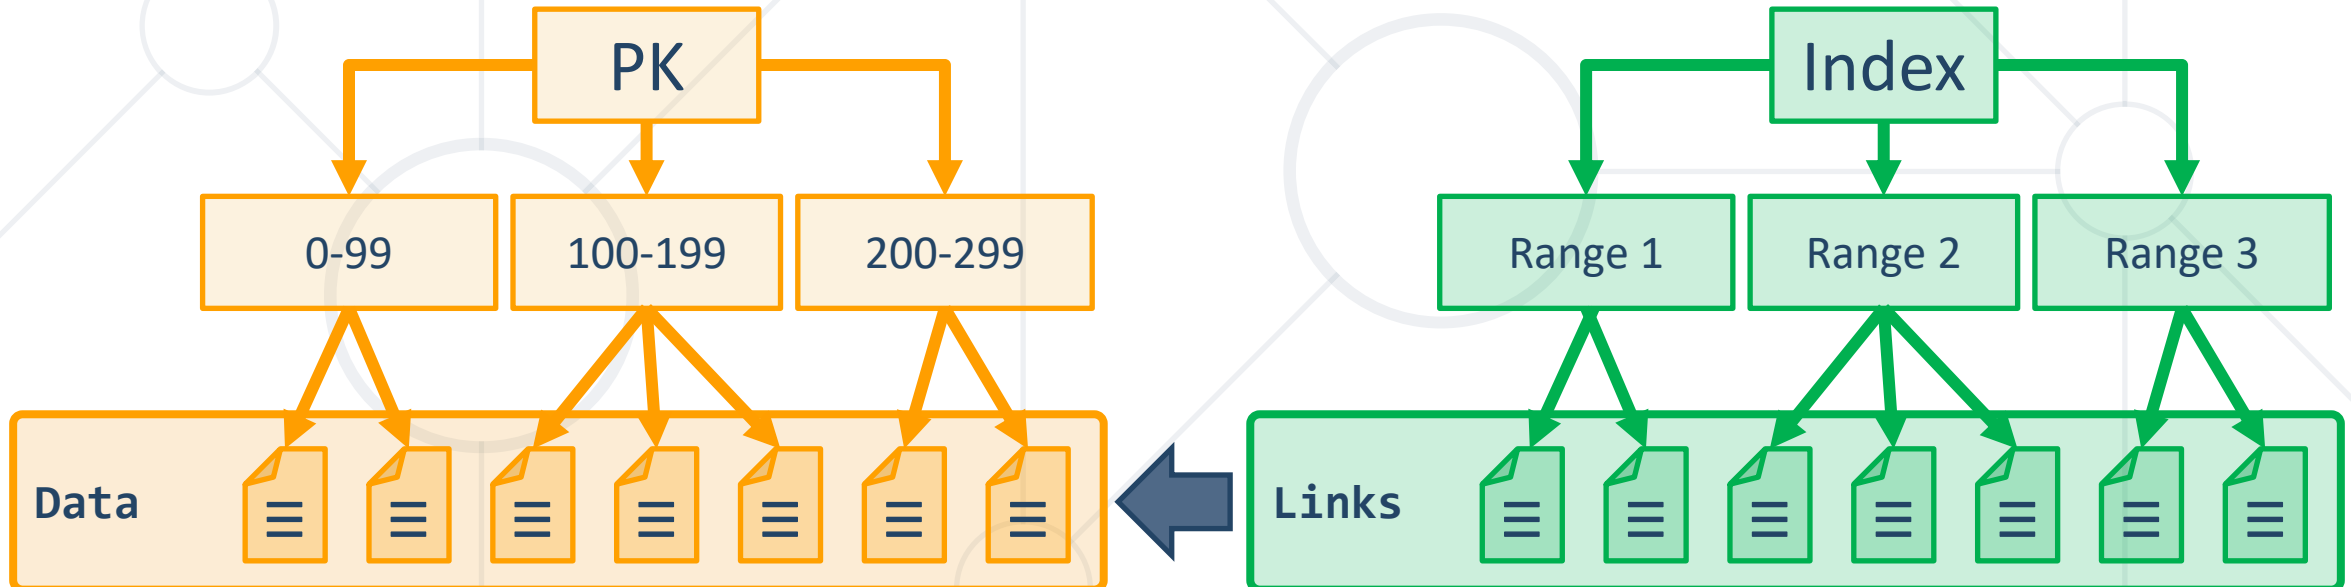 PK
0-99
100-199
200-299
Data
Index
Range 1
Range 2
Range 3
Links